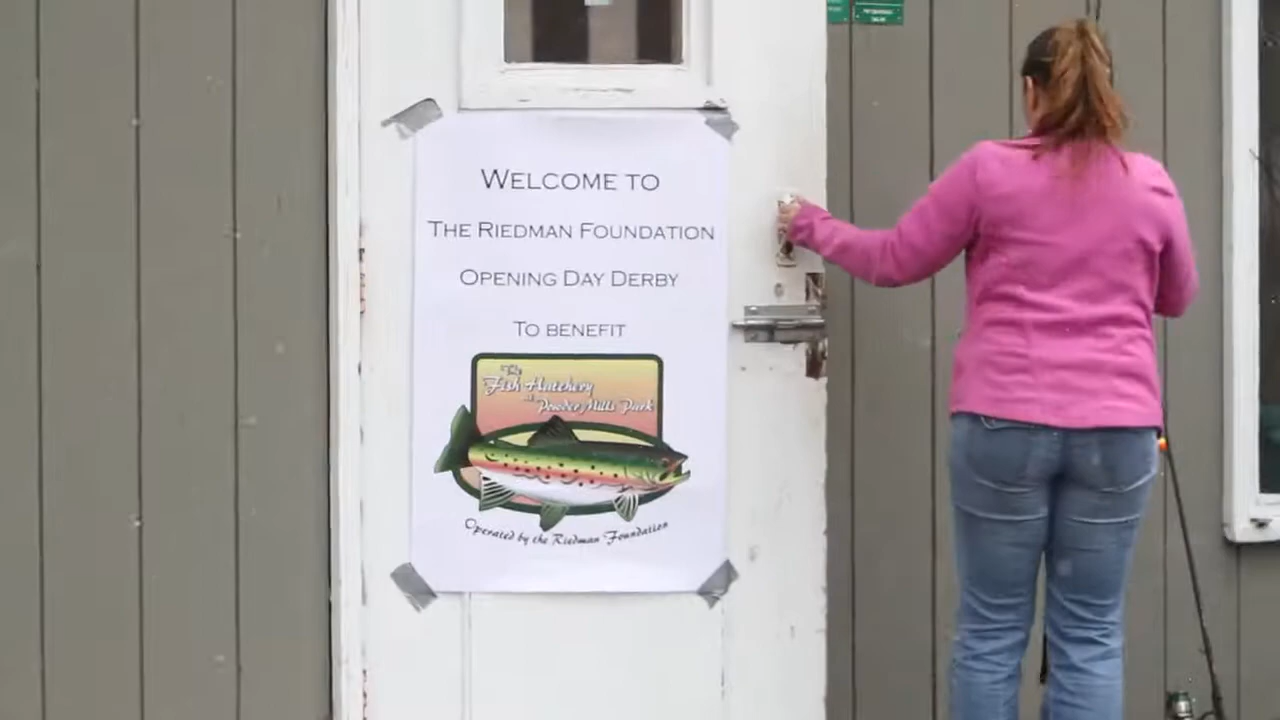 WELCOME TO
THE RIEDMAN FOUNDATION
OPENING DAY DERBY
TO BENEFIT
The
Fish Hatchery
at
Powder Mills Park
Operated by the Riedman Foundation